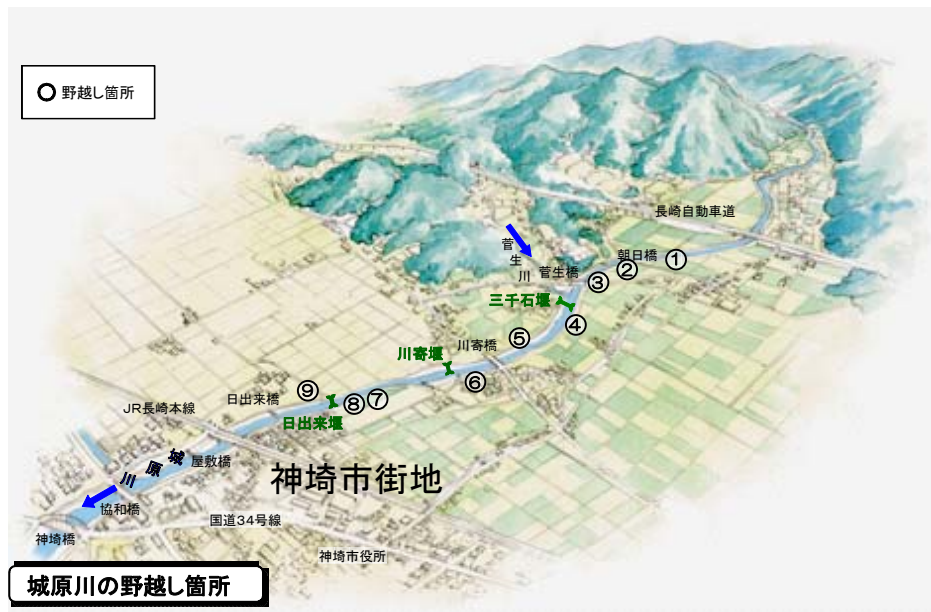 ○ 野越し箇所
長崎自動車道
菅生川
朝日橋
①
②
菅生橋
③
三千石堰
④
⑤
川寄橋
川寄堰
⑥
⑨
日出来橋
⑧
⑦
JR長崎本線
日出来堰
城原川
屋敷橋
神埼市街地
協和橋
国道34号線
神埼橋
神埼市役所
城原川の野越し箇所